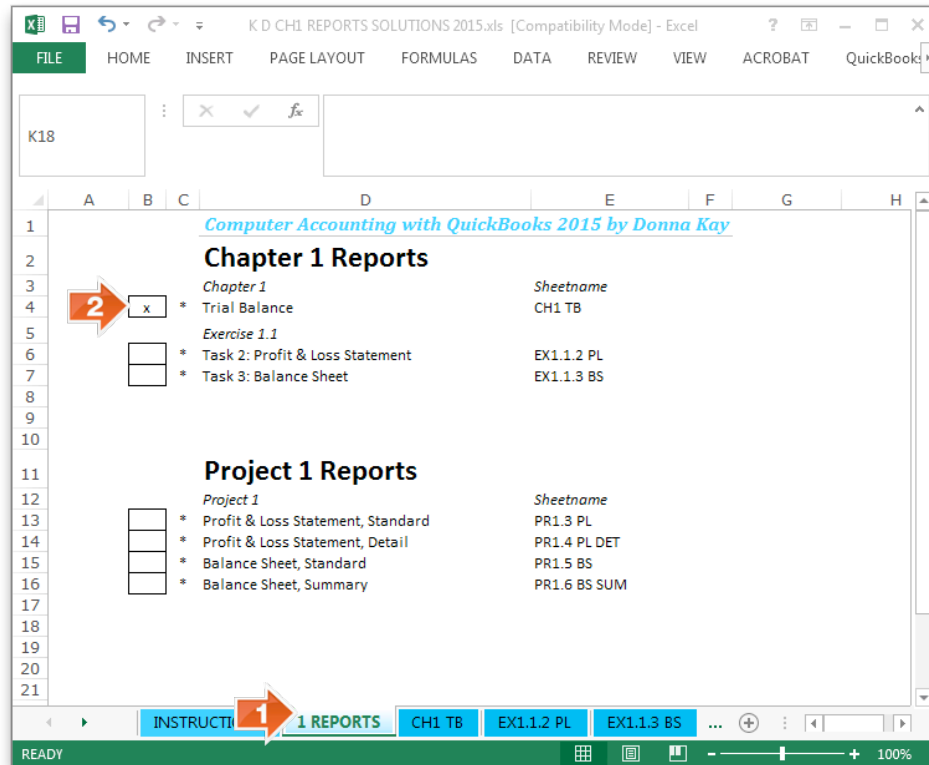 K D CH1 REPORTS SOLUTIONS 2015.xls [Compatibility Mode] - Excel ?
FILE HOME INSERT PAGE LAYOUT FORMULAS DATA REVIEW VIEW ACROBAT QuickBooks
K18 fx
A B C D E F G H
1 Computer Accounting with QuickBooks 2015 by Donna Kay
2 Chapter 1 Reports
3 Chapter 1 Sheetname
4 2 x * Trial Balance CH1 TB
5 Exercise 1.1
6 * Task 2: Profit & Loss Statement EX1.1.2 PL
7 * Task 3: Balance Sheet EX1.1.3 BS
8
9
10
11 Project 1 Reports
12 Project 1 Sheetname
13 * Profit & Loss Statement, Standard PR1.3 PL
14 * Profit & Loss Statement, Detail PR1.4 PL DET
15 * Balance Sheet, Standard PR1.5 BS
16 * Balance Sheet, Summary PR1.6 BS SUM
17
18
19
20
21
INSTRUCTI 1 1 REPORTS CH1 TB EX1.1.2 PL EX1.1.3 BS ...
READY - + 100%